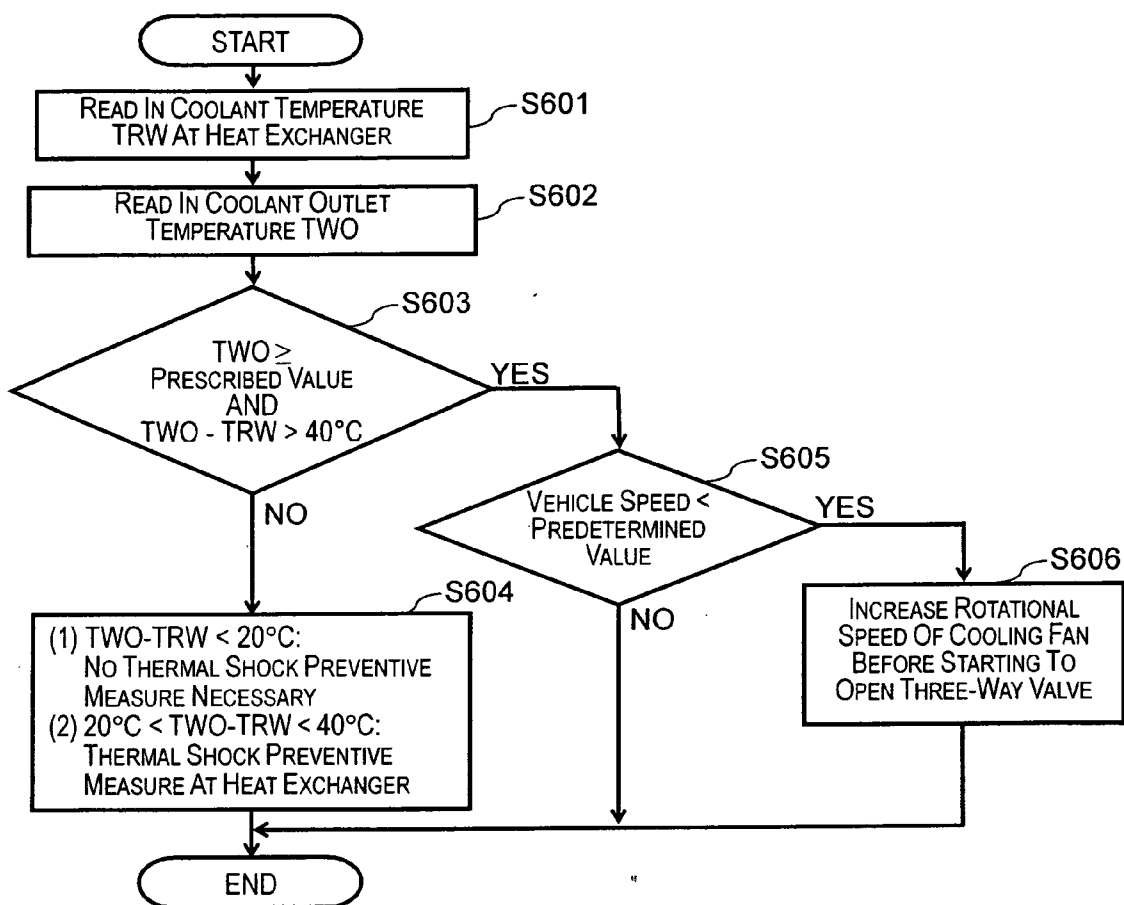 START
READ IN COOLANT TEMPERATURE
TRW AT HEAT EXCHANGER
S601
READ IN COOLANT OUTLET
TEMPERATURE TWO
S602
S603
TWO ≥
PRESCRIBED VALUE
AND
TWO - TRW > 40°C
YES
NO
S605
VEHICLE SPEED <
PREDETERMINED
VALUE
YES
NO
S604
(1) TWO-TRW < 20°C:
NO THERMAL SHOCK PREVENTIVE
MEASURE NECESSARY
(2) 20°C < TWO-TRW < 40°C:
THERMAL SHOCK PREVENTIVE
MEASURE AT HEAT EXCHANGER
S606
INCREASE ROTATIONAL
SPEED OF COOLING FAN
BEFORE STARTING TO
OPEN THREE-WAY VALVE
END